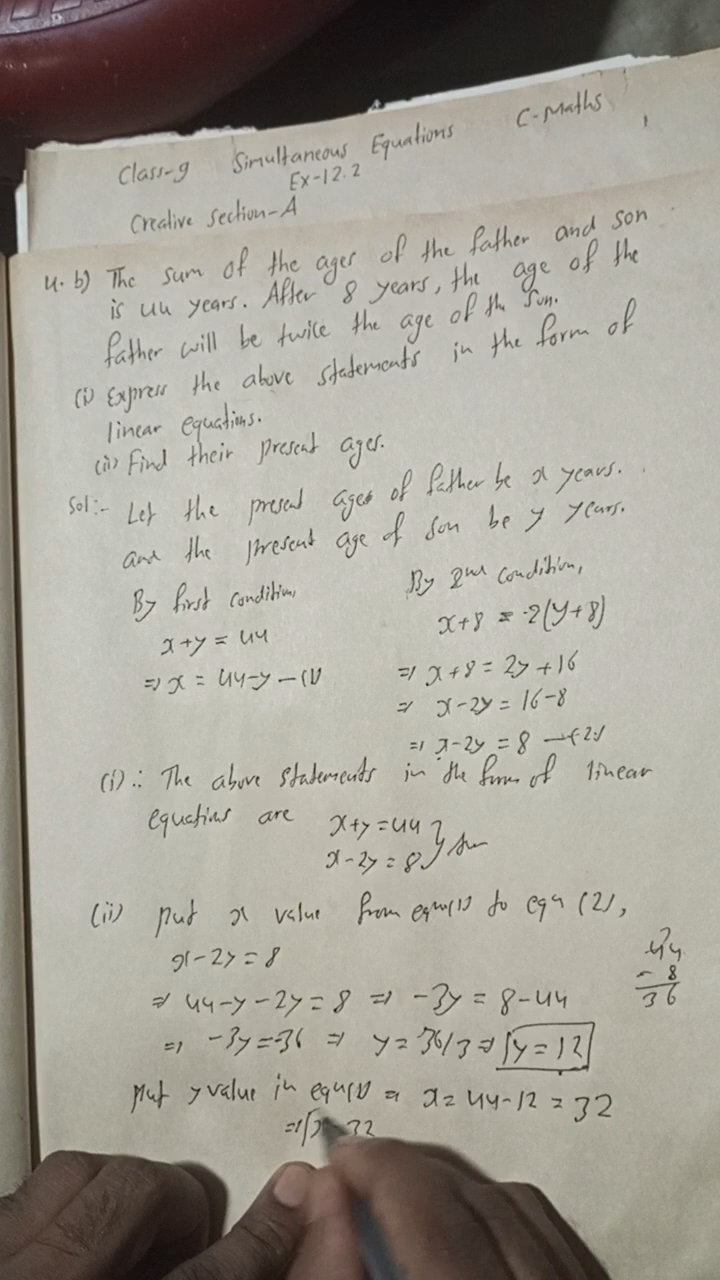 Class-9 Simultaneous Equations C-Maths
Ex-12.2
Creative Section-A
4. b) The sum of the ages of the father and son
is 44 years. After 8 years, the age of the
father will be twice the age of the son.
(i) Express the above statements in the form of
linear equations.
(ii) Find their present ages.
Sol:- Let the present ages of father be x years.
and the present age of son be y years.
By first condition,
x+y = 44
⇒ x = 44-y -(1)
By 2nd condition,
x+8 = 2(y+8)
⇒ x+8 = 2y+16
⇒ x-2y = 16-8
⇒ x-2y = 8 -(2)
(i) ∴ The above statements in the form of linear
equations are x+y = 44
x-2y = 8 }
(ii) put x value from equn(1) to eqn (2),
x-2y = 8
⇒ 44-y-2y = 8 ⇒ -3y = 8-44
⇒ -3y = -36 ⇒ y = 36/3 ⇒ y = 12
44
- 8
36
Put y value in equn(1) = x = 44-12 = 32
⇒ 32